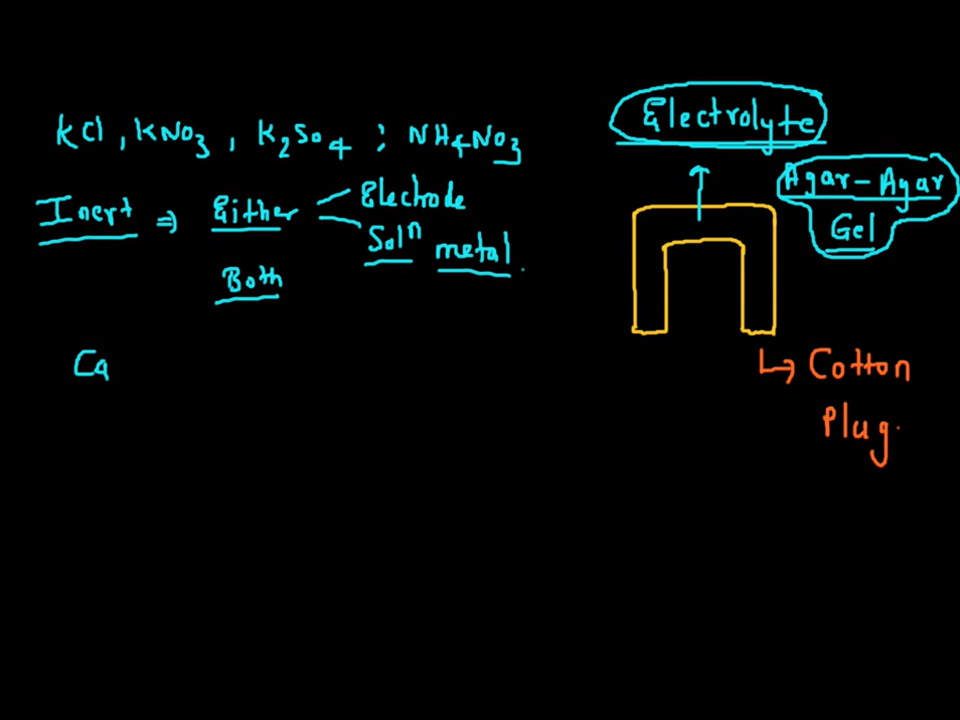 KCl, KNO3, K2SO4; NH4NO3
Inert ⇒ Either
Electrode
Solⁿ metal.
Both
Ca
Electrolyte
Agar-Agar
Gel
↳ Cotton
Plug.